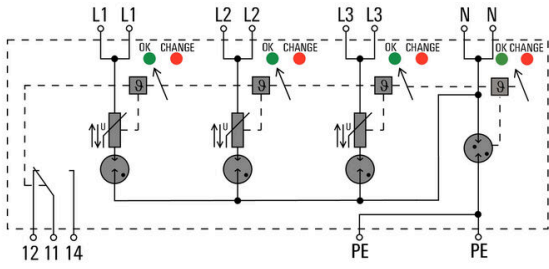 L1 L1 L2 L2 L3 L3 N N
OK CHANGE OK CHANGE OK CHANGE OK CHANGE
ϑ ϑ ϑ ϑ
U U U
12 11 14 PE PE